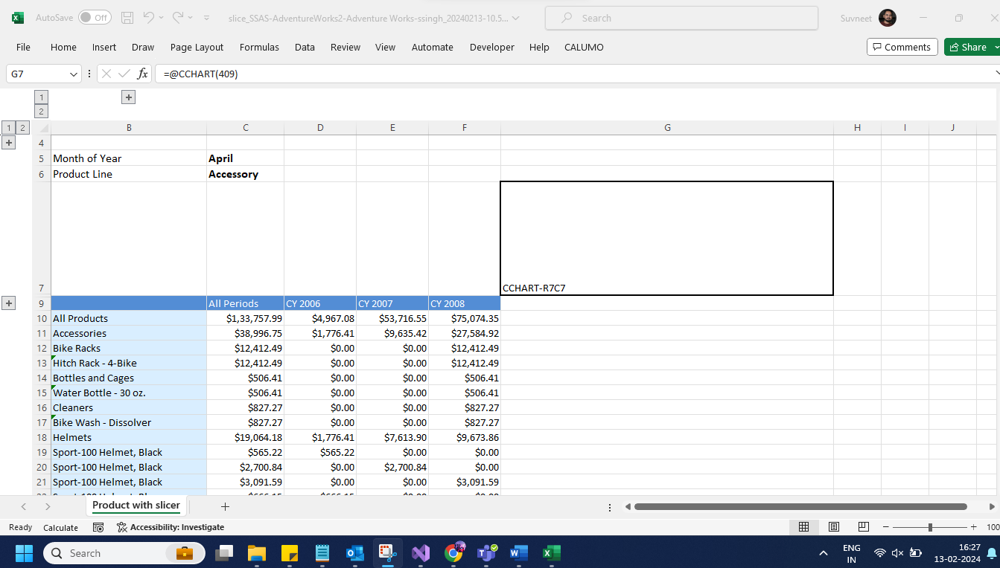 AutoSave Off slice_SSAS-AdventureWorks2-Adventure Works-ssingh_20240213-10.5... Search Suvneet
File Home Insert Draw Page Layout Formulas Data Review View Automate Developer Help CALUMO Comments Share
G7 fx =@CCHART(409)
1
2
1 2 B C D E F G H I J
4
5 Month of Year April
6 Product Line Accessory
7 CCHART-R7C7
9 All Periods CY 2006 CY 2007 CY 2008
10 All Products $1,33,757.99 $4,967.08 $53,716.55 $75,074.35
11 Accessories $38,996.75 $1,776.41 $9,635.42 $27,584.92
12 Bike Racks $12,412.49 $0.00 $0.00 $12,412.49
13 Hitch Rack - 4-Bike $12,412.49 $0.00 $0.00 $12,412.49
14 Bottles and Cages $506.41 $0.00 $0.00 $506.41
15 Water Bottle - 30 oz. $506.41 $0.00 $0.00 $506.41
16 Cleaners $827.27 $0.00 $0.00 $827.27
17 Bike Wash - Dissolver $827.27 $0.00 $0.00 $827.27
18 Helmets $19,064.18 $1,776.41 $7,613.90 $9,673.86
19 Sport-100 Helmet, Black $565.22 $565.22 $0.00 $0.00
20 Sport-100 Helmet, Black $2,700.84 $0.00 $2,700.84 $0.00
21 Sport-100 Helmet, Black $3,091.59 $0.00 $0.00 $3,091.59
Product with slicer
Ready Calculate Accessibility: Investigate 100
Search ENG IN 16:27 13-02-2024